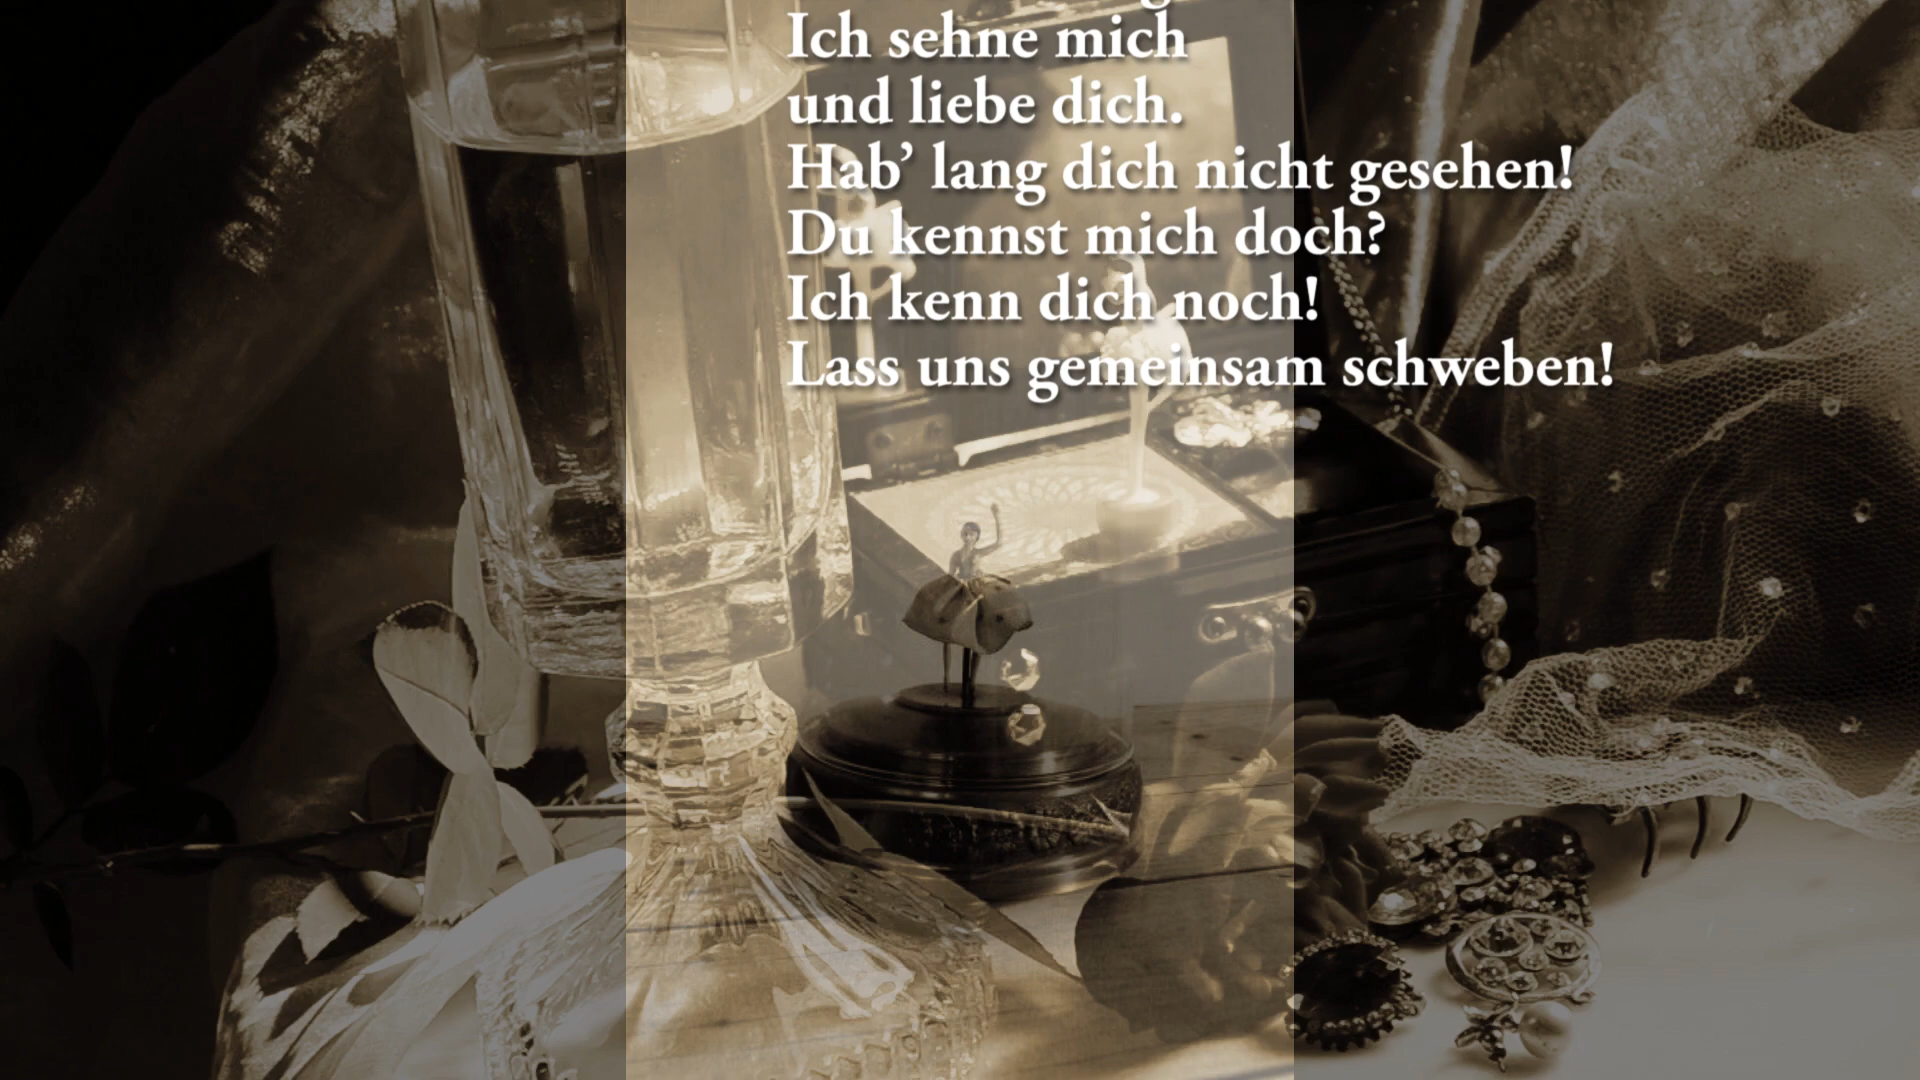 Ich sehne mich
und liebe dich.
Hab’ lang dich nicht gesehen!
Du kennst mich doch?
Ich kenn dich noch!
Lass uns gemeinsam schweben!